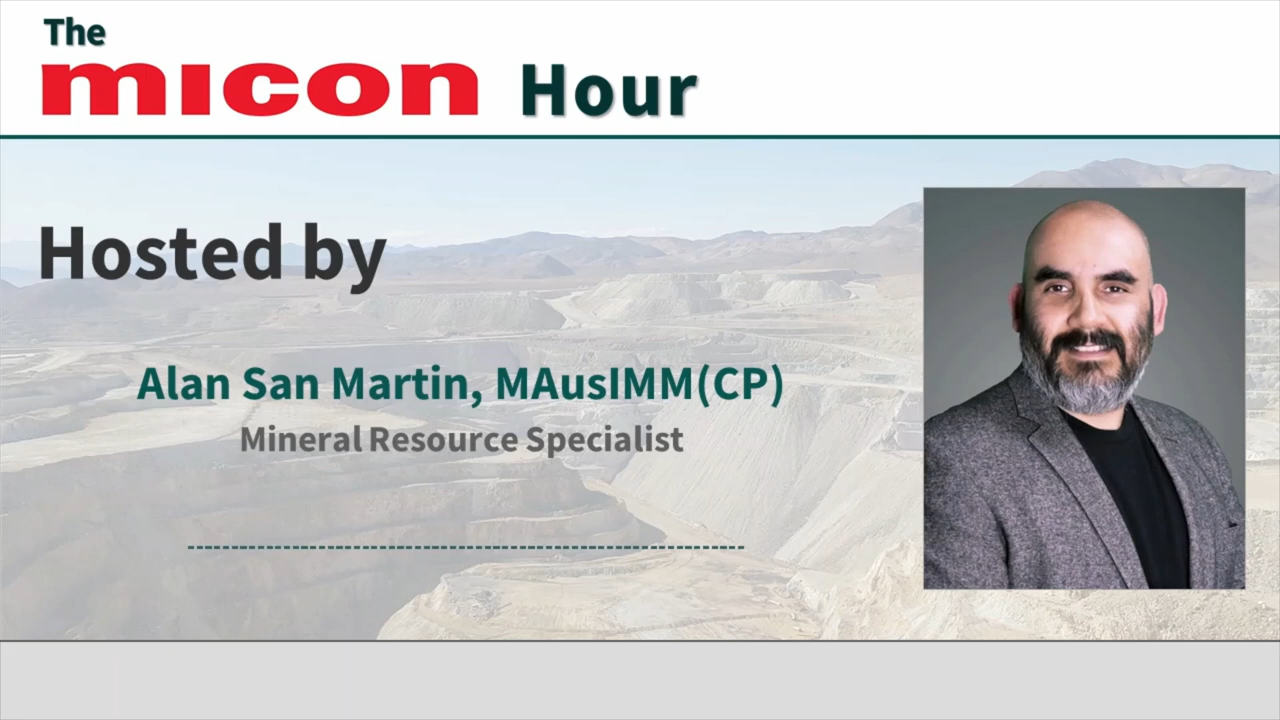 The
micon Hour
Hosted by
Alan San Martin, MAusIMM(CP)
Mineral Resource Specialist